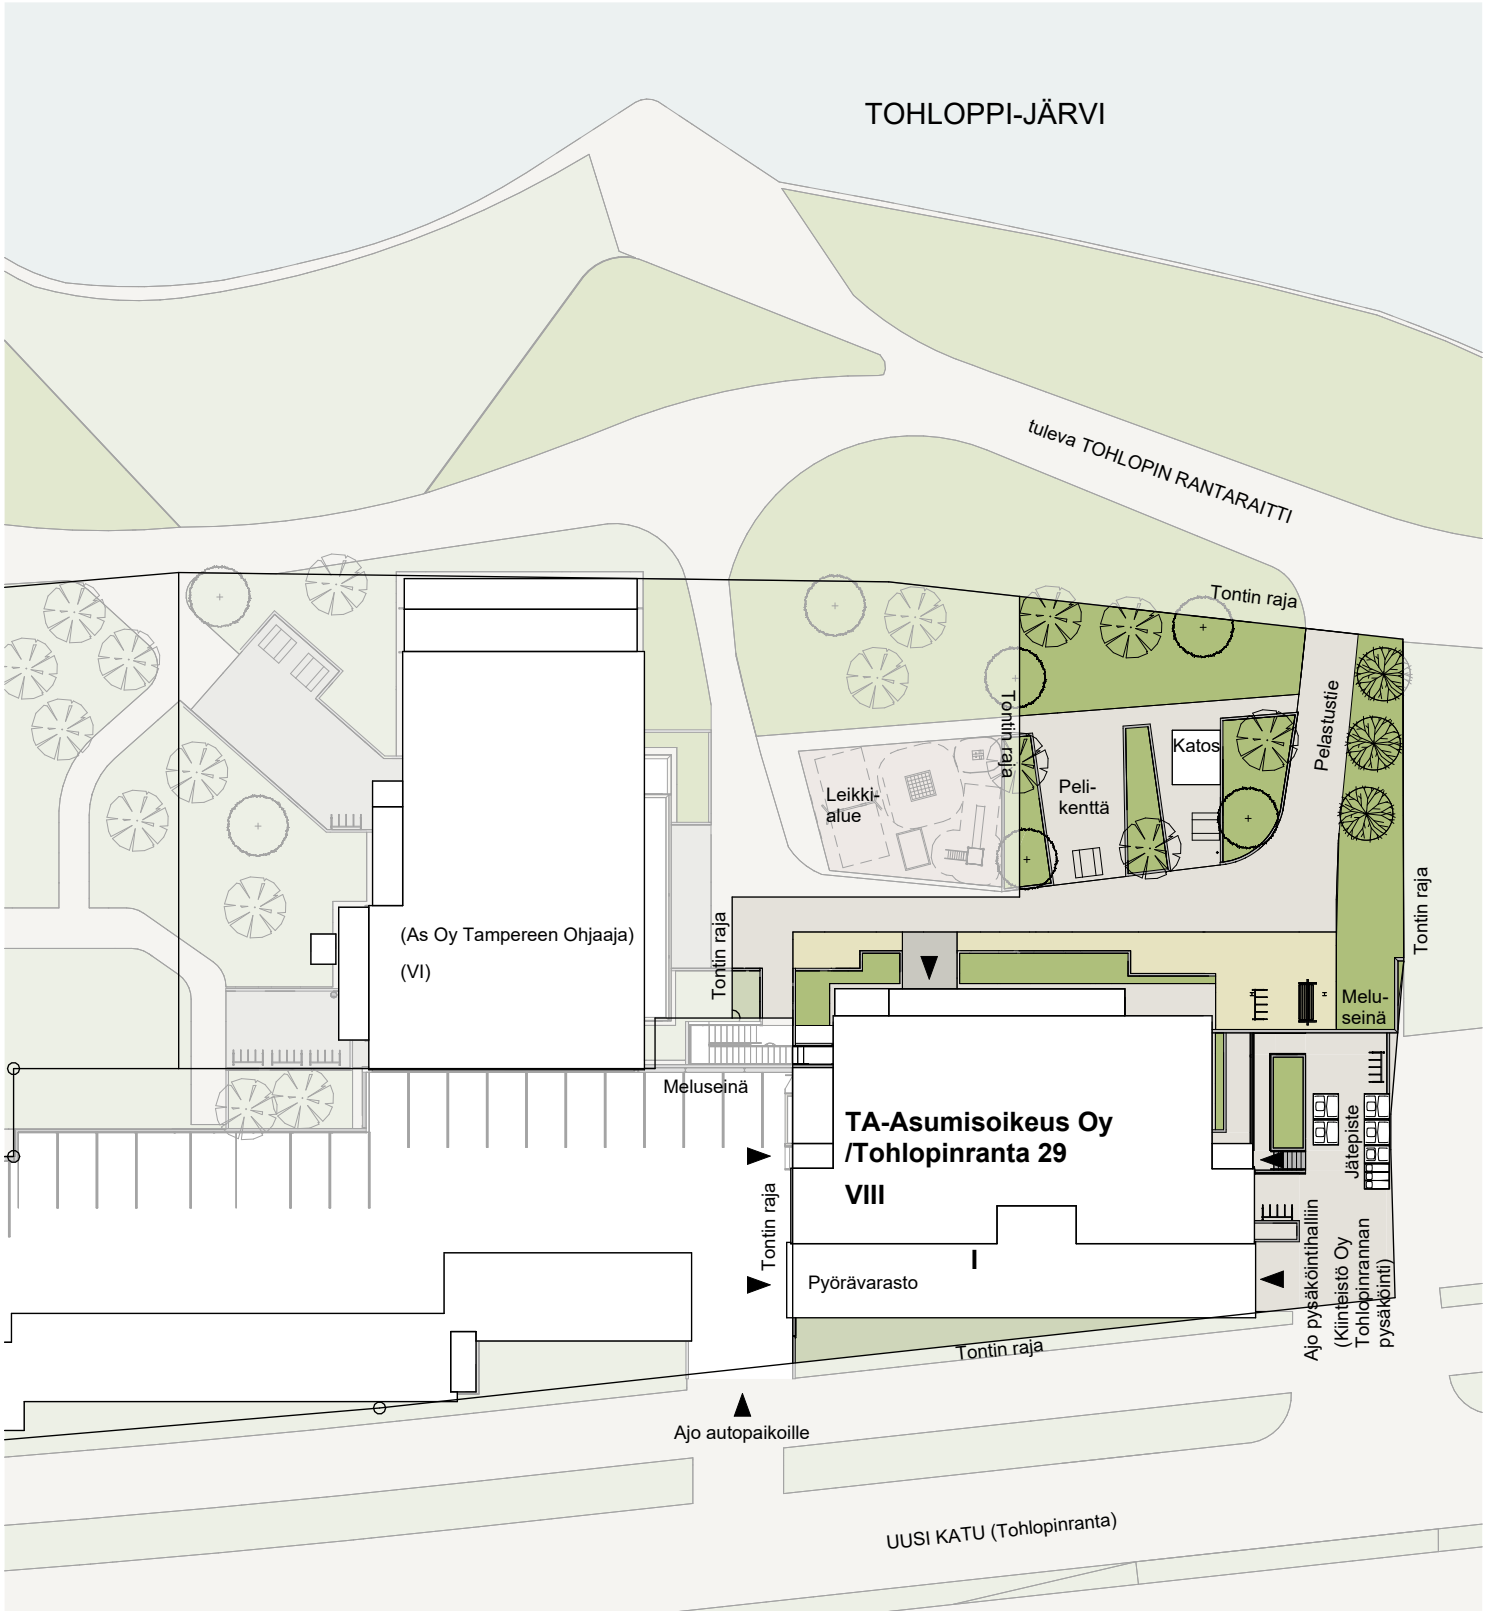 TOHLOPPI-JÄRVI
tuleva TOHLOPIN RANTARAITTI
Tontin raja
Pelastustie
Tontin raja
Katos
Peli-
kenttä
Leikki-
alue
Tontin raja
(As Oy Tampereen Ohjaaja)
(VI)
Tontin raja
Melu-
seinä
Meluseinä
TA-Asumisoikeus Oy
/Tohlopinranta 29
VIII
Jätepiste
Tontin raja
I
Pyörävarasto
Ajo pysäköintihalliin
(Kiinteistö Oy
Tohlopinrannan
pysäköinti)
Tontin raja
Ajo autopaikoille
UUSI KATU (Tohlopinranta)